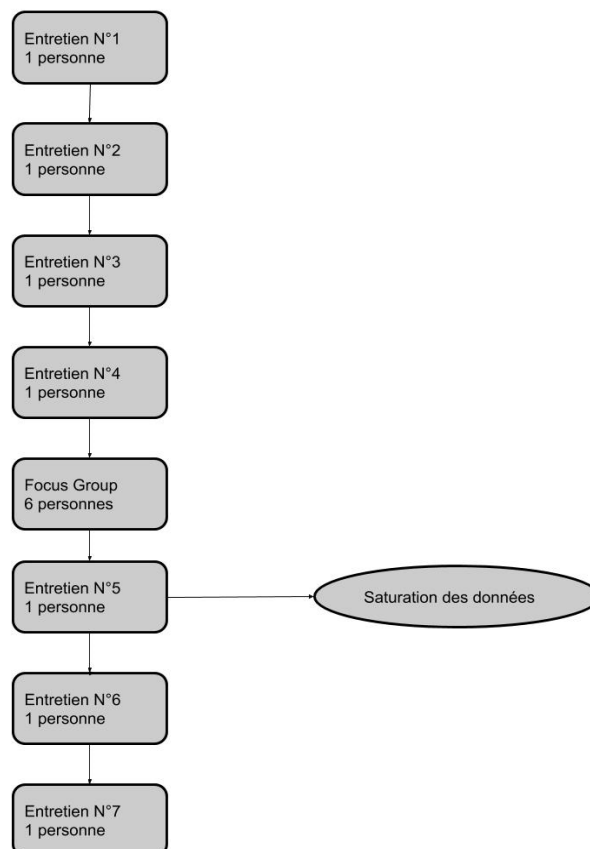 Entretien N°1
1 personne
Entretien N°2
1 personne
Entretien N°3
1 personne
Entretien N°4
1 personne
Focus Group
6 personnes
Entretien N°5
1 personne
Saturation des données
Entretien N°6
1 personne
Entretien N°7
1 personne